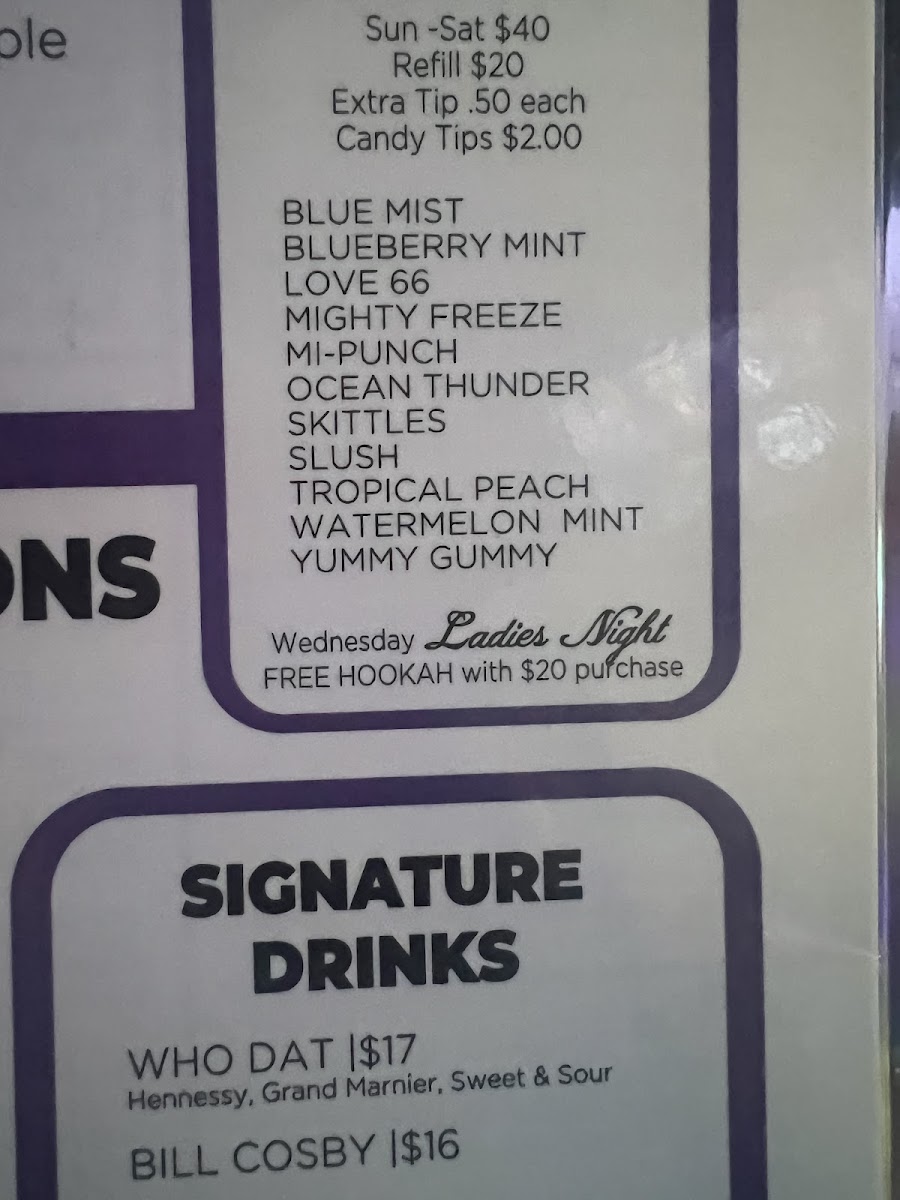 Sun -Sat $40
Refill $20
Extra Tip .50 each
Candy Tips $2.00
BLUE MIST
BLUEBERRY MINT
LOVE 66
MIGHTY FREEZE
MI-PUNCH
OCEAN THUNDER
SKITTLES
SLUSH
TROPICAL PEACH
WATERMELON MINT
YUMMY GUMMY
Wednesday Ladies Night
FREE HOOKAH with $20 purchase
SIGNATURE
DRINKS
WHO DAT |$17
Hennessy, Grand Marnier, Sweet & Sour
BILL COSBY |$16